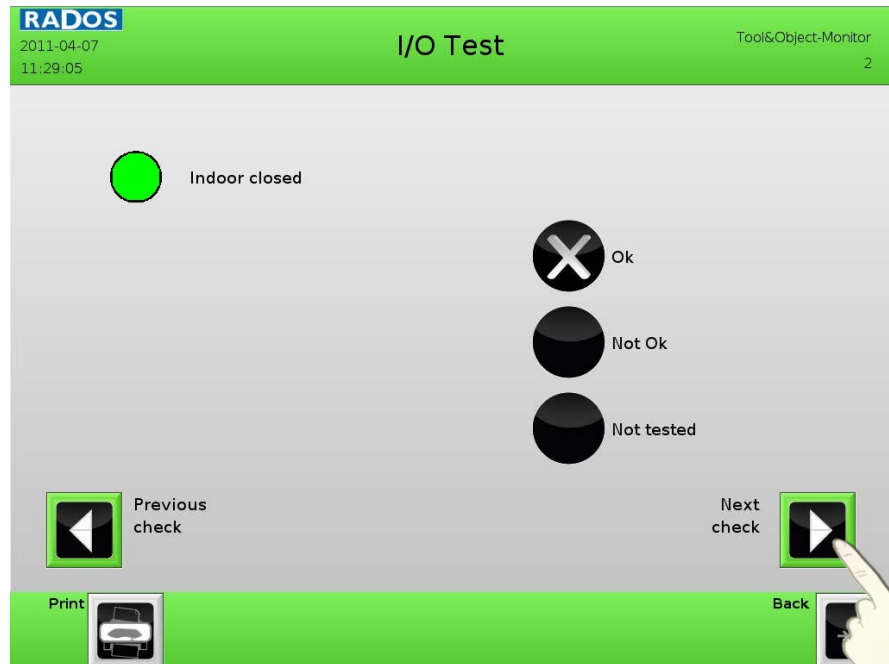 RADOS
2011-04-07
11:29:05
I/O Test
Tool&Object-Monitor
2
Indoor closed
Ok
Not Ok
Not tested
Previous
check
Next
check
Print
Back